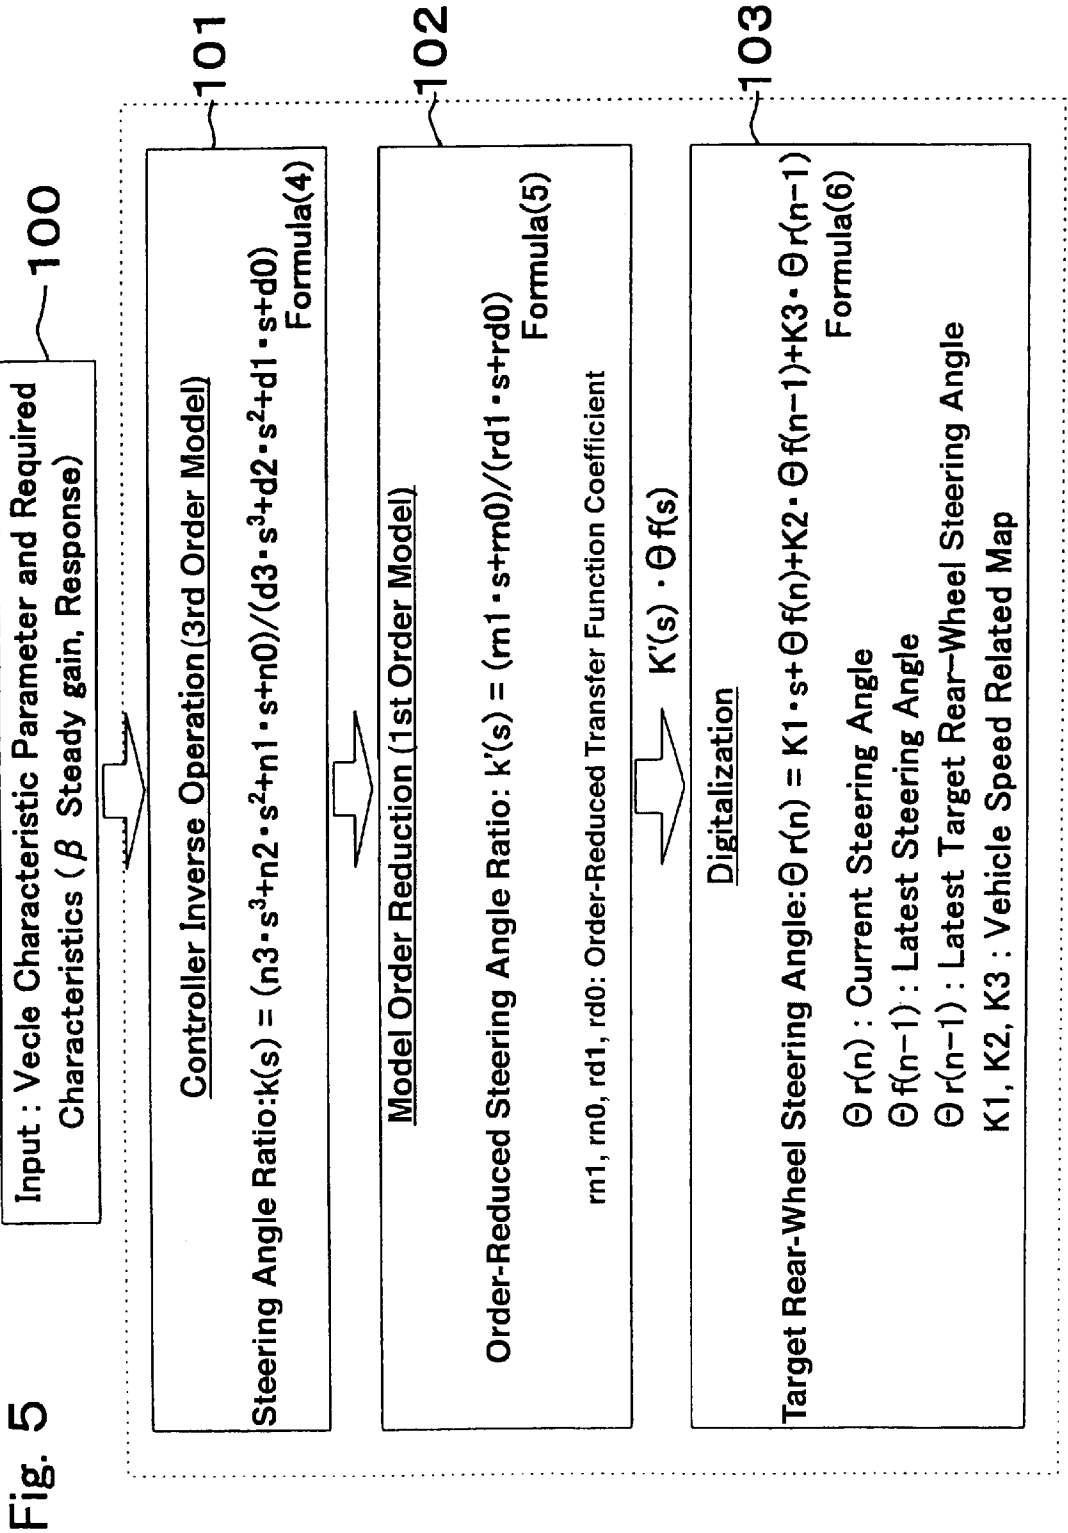 Fig. 5
Input : Vecle Characteristic Parameter and Required
Characteristics ( β Steady gain, Response)
100
101
Controller Inverse Operation (3rd Order Model)
Steering Angle Ratio:k(s) = (n3・s³+n2・s²+n1・s+n0)/(d3・s³+d2・s²+d1・s+d0)
Formula(4)
102
Model Order Reduction (1st Order Model)
Order-Reduced Steering Angle Ratio: k'(s) = (rn1・s+rn0)/(rd1・s+rd0)
Formula(5)
rn1, rn0, rd1, rd0: Order-Reduced Transfer Function Coefficient
K'(s) ・Θf(s)
103
Digitalization
Target Rear-Wheel Steering Angle:Θr(n) = K1・s+Θf(n)+K2・Θf(n-1)+K3・Θr(n-1)
Formula(6)
Θr(n) : Current Steering Angle
Θf(n-1) : Latest Steering Angle
Θr(n-1) : Latest Target Rear-Wheel Steering Angle
K1, K2, K3 : Vehicle Speed Related Map